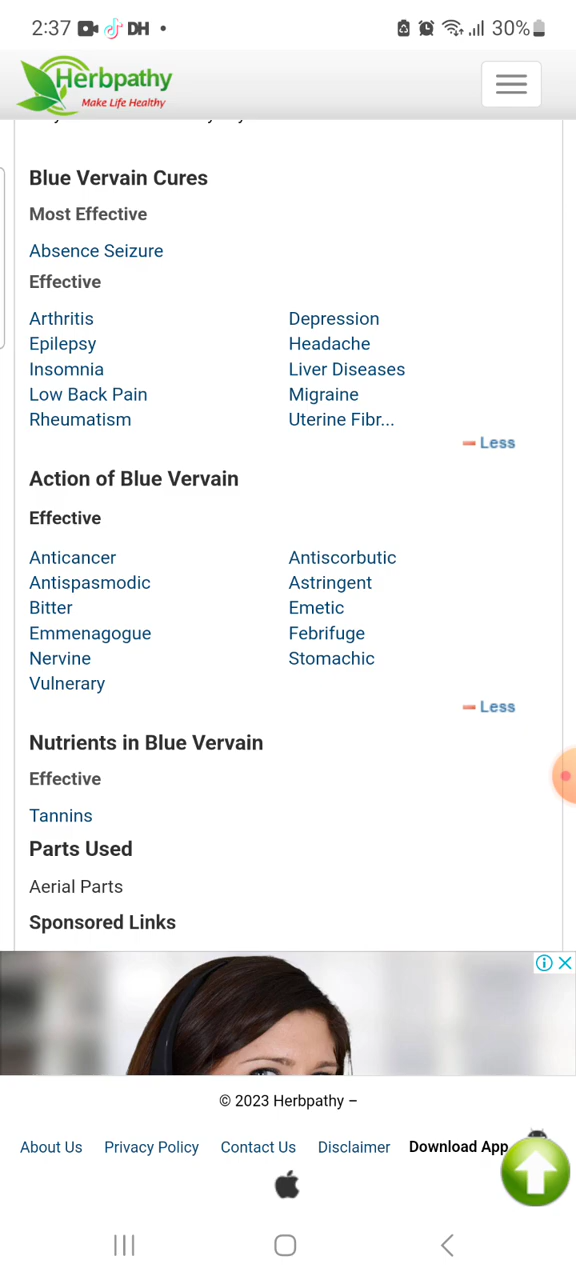 2:37 DH • 30%
Herbpathy
Make Life Healthy
Blue Vervain Cures
Most Effective
Absence Seizure
Effective
Arthritis Depression
Epilepsy Headache
Insomnia Liver Diseases
Low Back Pain Migraine
Rheumatism Uterine Fibr...
Less
Action of Blue Vervain
Effective
Anticancer Antiscorbutic
Antispasmodic Astringent
Bitter Emetic
Emmenagogue Febrifuge
Nervine Stomachic
Vulnerary
Less
Nutrients in Blue Vervain
Effective
Tannins
Parts Used
Aerial Parts
Sponsored Links
© 2023 Herbpathy –
About Us Privacy Policy Contact Us Disclaimer Download App